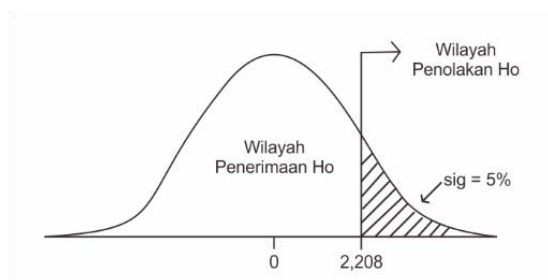 Wilayah
Penolakan Ho
Wilayah
Penerimaan Ho
sig = 5%
0
2,208